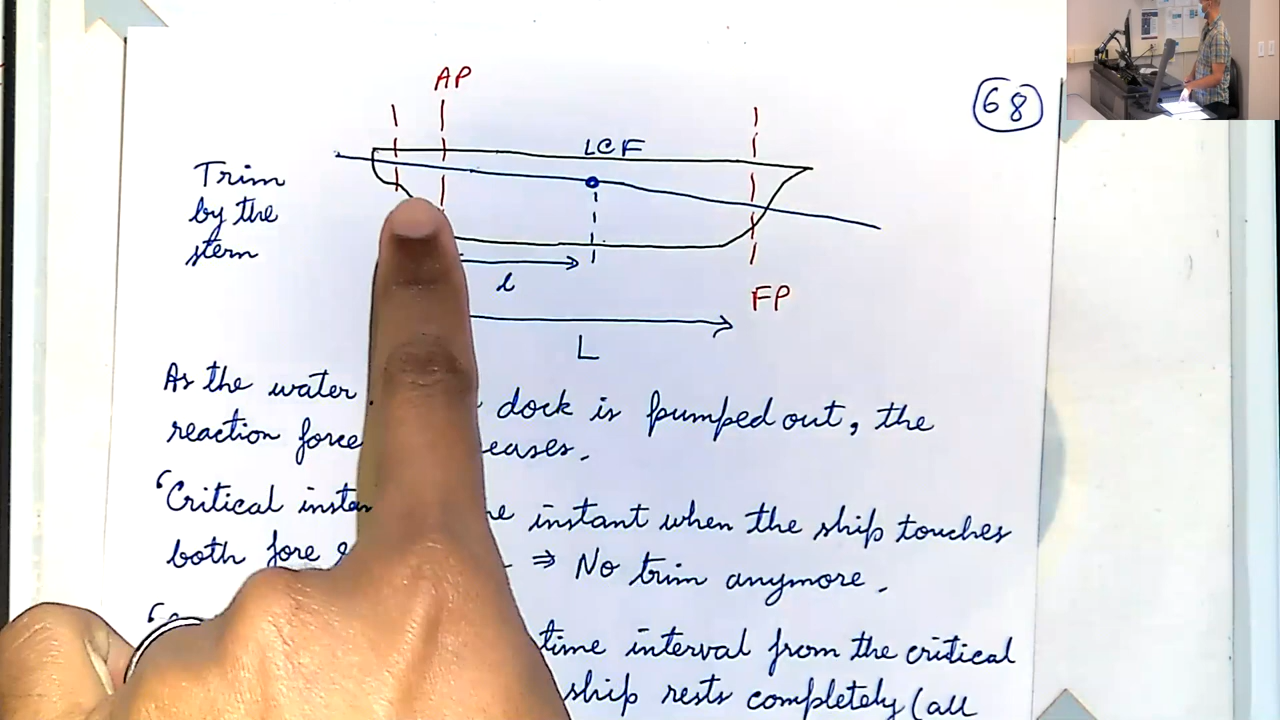 AP
68
LCF
Trim
by the
stern
l
FP
L
As the water dock is pumped out, the
reaction force eases.
'Critical instan instant when the ship touches
both fore ⇒ No trim anymore.
time interval from the critical
ship rests completely (all